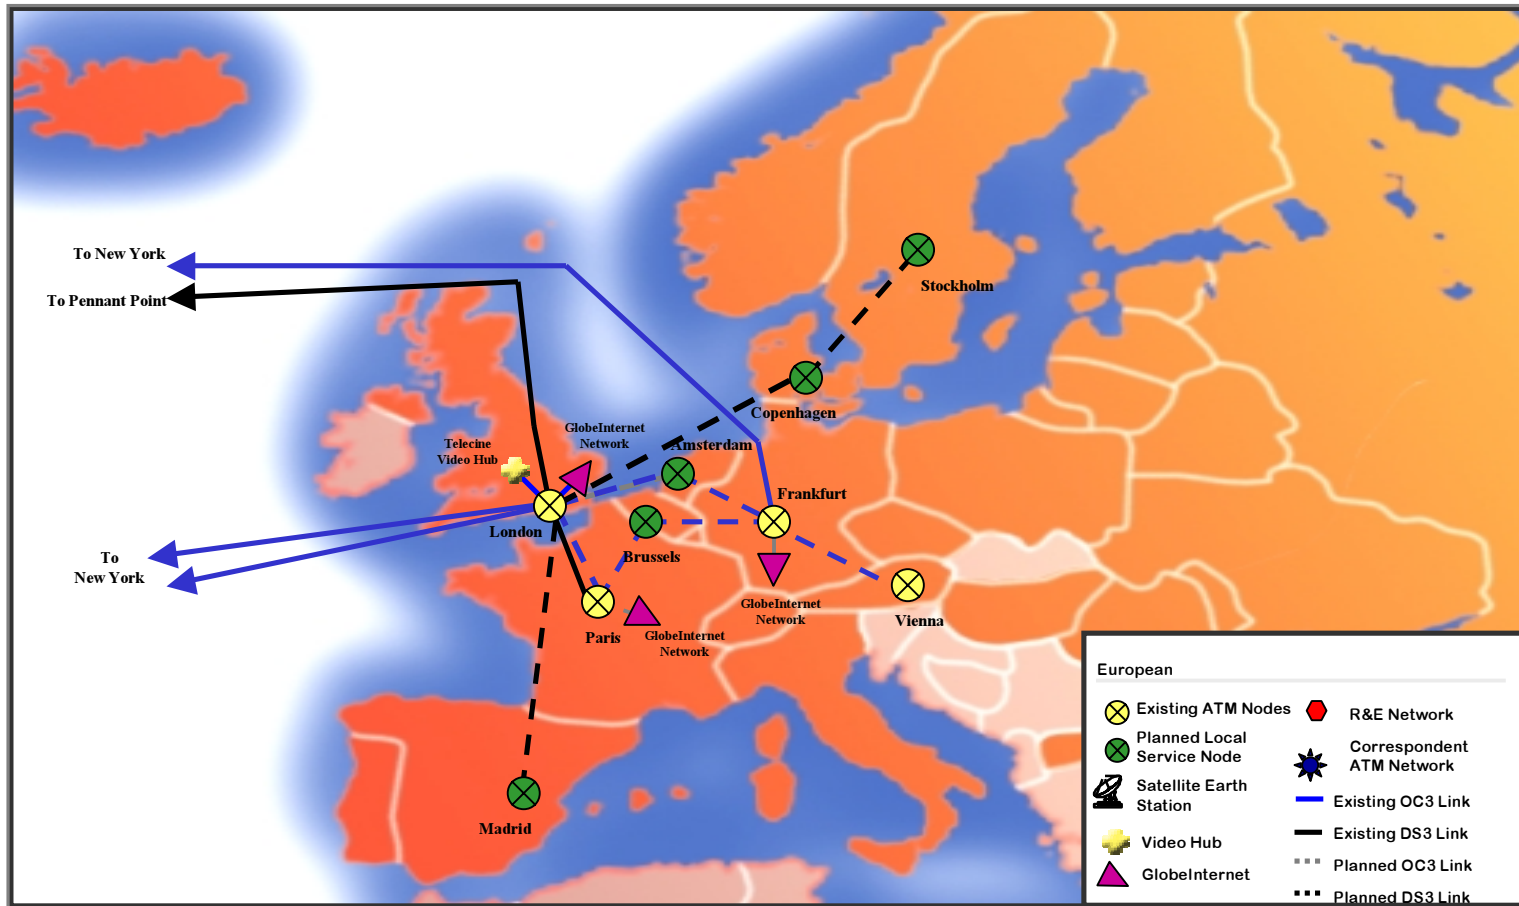 To New York
To Pennant Point
Stockholm
Copenhagen
GlobeInternet
Network
Telecine
Video Hub
Amsterdam
Frankfurt
London
Brussels
To
New York
GlobeInternet
Network
Vienna
Paris
GlobeInternet
Network
Madrid
European
Existing ATM Nodes
Planned Local
Service Node
Satellite Earth
Station
Video Hub
GlobeInternet
R&E Network
Correspondent
ATM Network
Existing OC3 Link
Existing DS3 Link
Planned OC3 Link
Planned DS3 Link